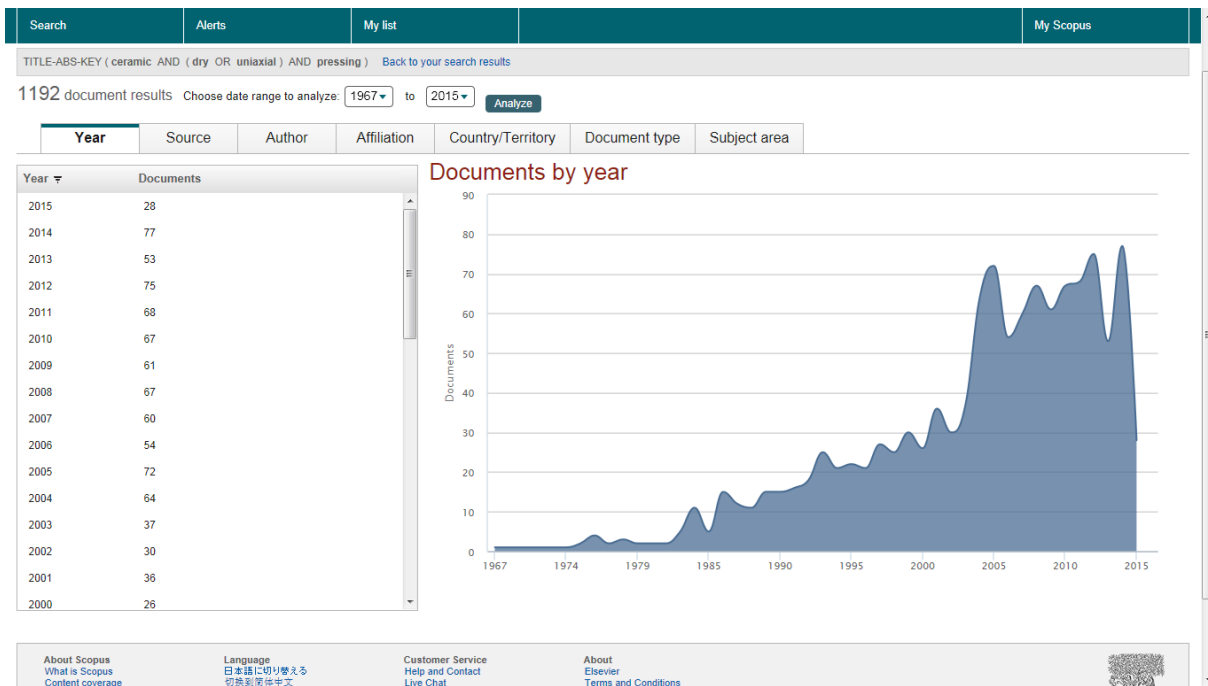 Search Alerts My list My Scopus
TITLE-ABS-KEY ( ceramic AND ( dry OR uniaxial ) AND pressing ) Back to your search results
1192 document results Choose date range to analyze: 1967 to 2015 Analyze
Year Source Author Affiliation Country/Territory Document type Subject area
Year Documents
2015 28
2014 77
2013 53
2012 75
2011 68
2010 67
2009 61
2008 67
2007 60
2006 54
2005 72
2004 64
2003 37
2002 30
2001 36
2000 26
Documents by year
90
80
70
60
50
40
30
20
10
0
Documents
1967 1974 1979 1985 1990 1995 2000 2005 2010 2015
About Scopus Language Customer Service About
What is Scopus 日本語に切り替える Help and Contact Elsevier
Content coverage 切换到简体中文 Live Chat Terms and Conditions